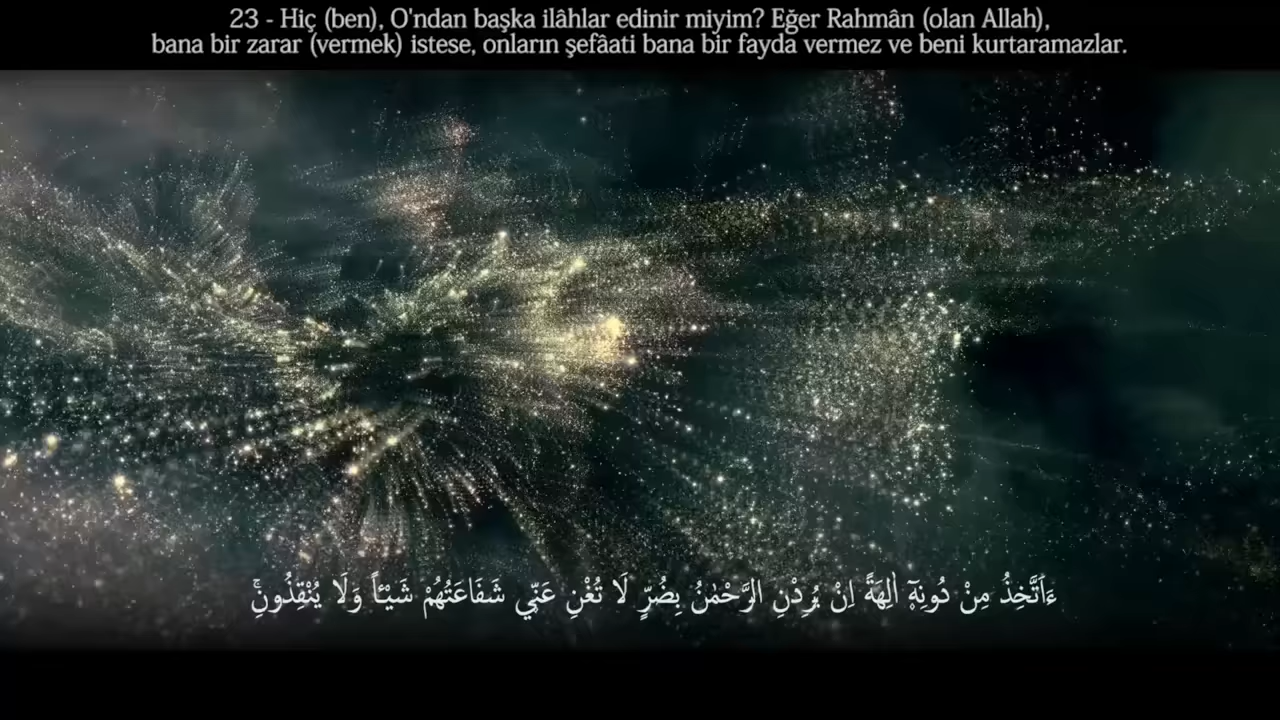 23 - Hiç (ben), O'ndan başka ilâhlar edinir miyim? Eğer Rahmân (olan Allah),
bana bir zarar (vermek) istese, onların şefâati bana bir fayda vermez ve beni kurtaramazlar.
ءَاَتَّخِذُ مِنْ دُونِه۪ٓ اٰلِهَةً اِنْ يُرِدْنِ الرَّحْمٰنُ بِضُرٍّ لَا تُغْنِ عَنّ۪ي شَفَاعَتُهُمْ شَيْـٔاً وَلَا يُنْقِذُونِۚ